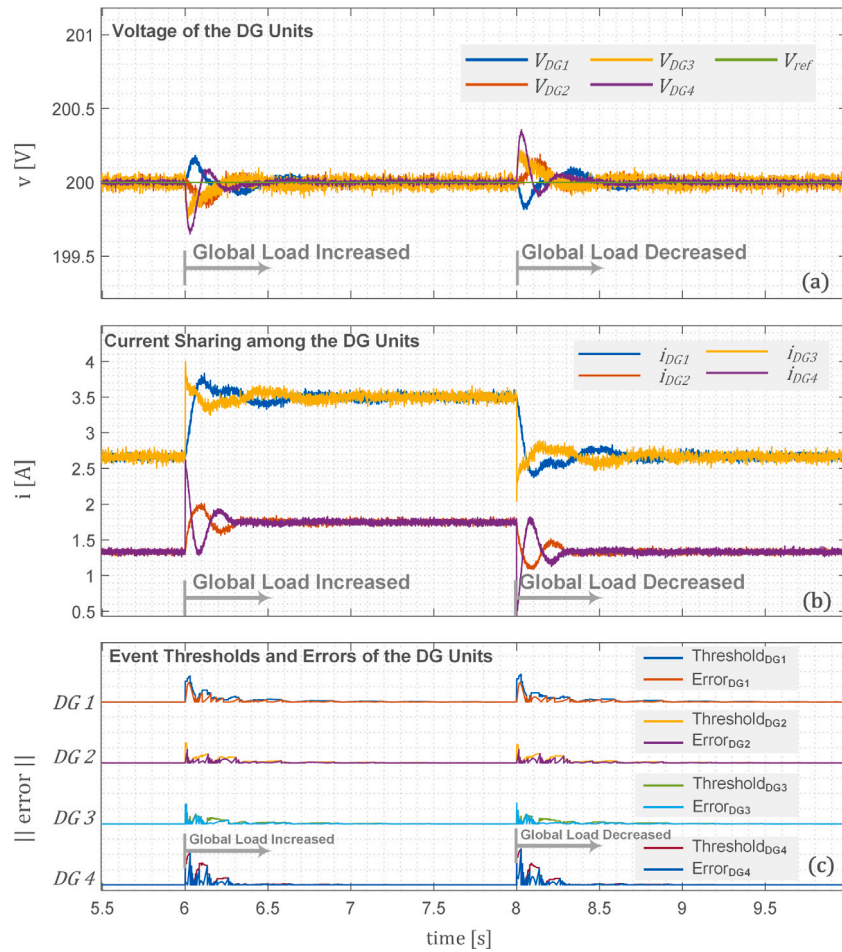 201
Voltage of the DG Units
V_DG1 V_DG3 V_ref
V_DG2 V_DG4
200.5
v [V]
200
199.5
Global Load Increased
Global Load Decreased
(a)
Current Sharing among the DG Units
i_DG1 i_DG3
i_DG2 i_DG4
4
3.5
3
2.5
i [A]
2
1.5
1
0.5
Global Load Increased
Global Load Decreased
(b)
Event Thresholds and Errors of the DG Units
Threshold_DG1
Error_DG1
DG 1
Threshold_DG2
Error_DG2
DG 2
|| error ||
Threshold_DG3
Error_DG3
DG 3
Global Load Increased
Global Load Decreased
Threshold_DG4
Error_DG4
(c)
DG 4
5.5 6 6.5 7 7.5 8 8.5 9 9.5
time [s]